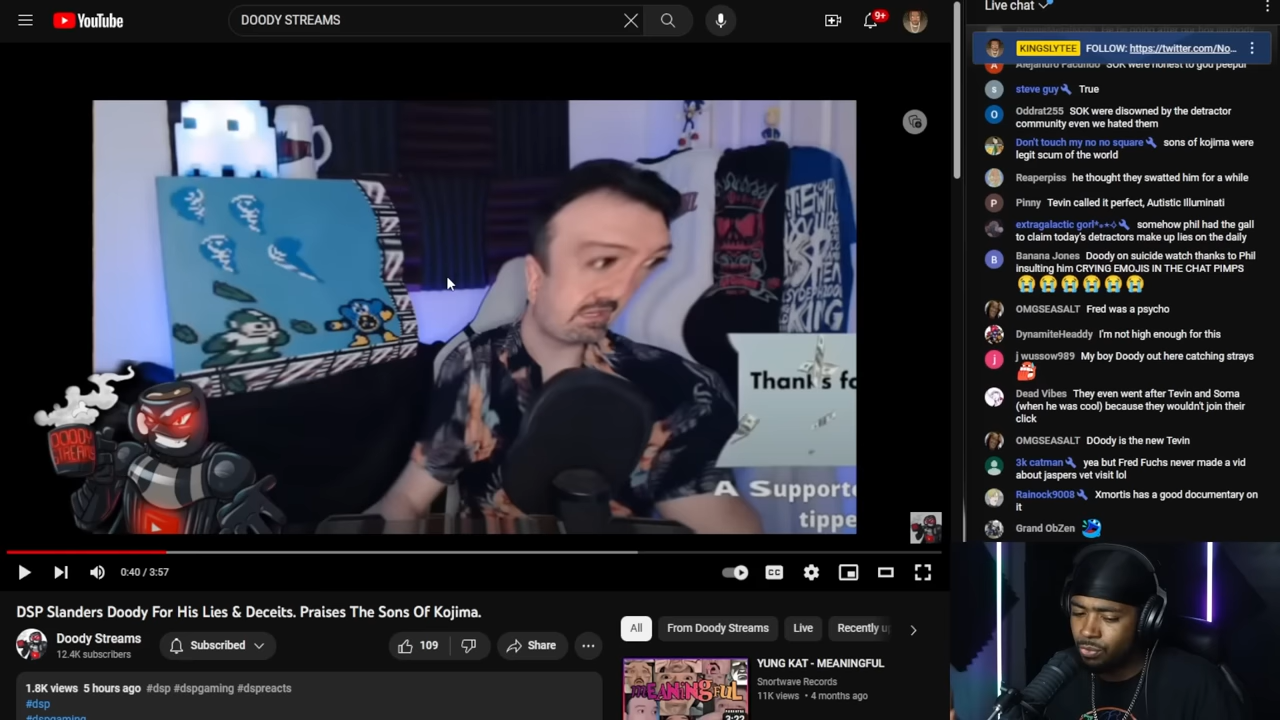 YouTube
DOODY STREAMS
9+
Live chat
KINGSLYTEE FOLLOW: https://twitter.com/No...
Alejandro Facundo SOK were honest to god peepul
steve guy True
Oddrat255 SOK were disowned by the detractor
community even we hated them
Don't touch my no no square sons of kojima were
legit scum of the world
Reaperpiss he thought they swatted him for a while
Pinny Tevin called it perfect, Autistic Illuminati
extragalactic gorl*⋆⋆✧ somehow phil had the gall
to claim today's detractors make up lies on the daily
Banana Jones Doody on suicide watch thanks to Phil
insulting him CRYING EMOJIS IN THE CHAT PIMPS
😭😭😭😭😭😭
OMGSEASALT Fred was a psycho
DynamiteHeaddy I'm not high enough for this
j wussow989 My boy Doody out here catching strays
Dead Vibes They even went after Tevin and Soma
(when he was cool) because they wouldn't join their
click
OMGSEASALT DOody is the new Tevin
3k catman yea but Fred Fuchs never made a vid
about jaspers vet visit lol
Rainock9008 Xmortis has a good documentary on
it
Grand ObZen
Thanks fo
A Supporte
tippe
DOODY
STREAMS
KING
0:40 / 3:57
CC
DSP Slanders Doody For His Lies & Deceits. Praises The Sons Of Kojima.
Doody Streams
12.4K subscribers
Subscribed
109
Share
1.8K views 5 hours ago #dsp #dspgaming #dspreacts
#dsp
#dspgaming
All
From Doody Streams
Live
Recently u
MEANINGFUL
3:22
YUNG KAT - MEANINGFUL
Snortwave Records
11K views • 4 months ago